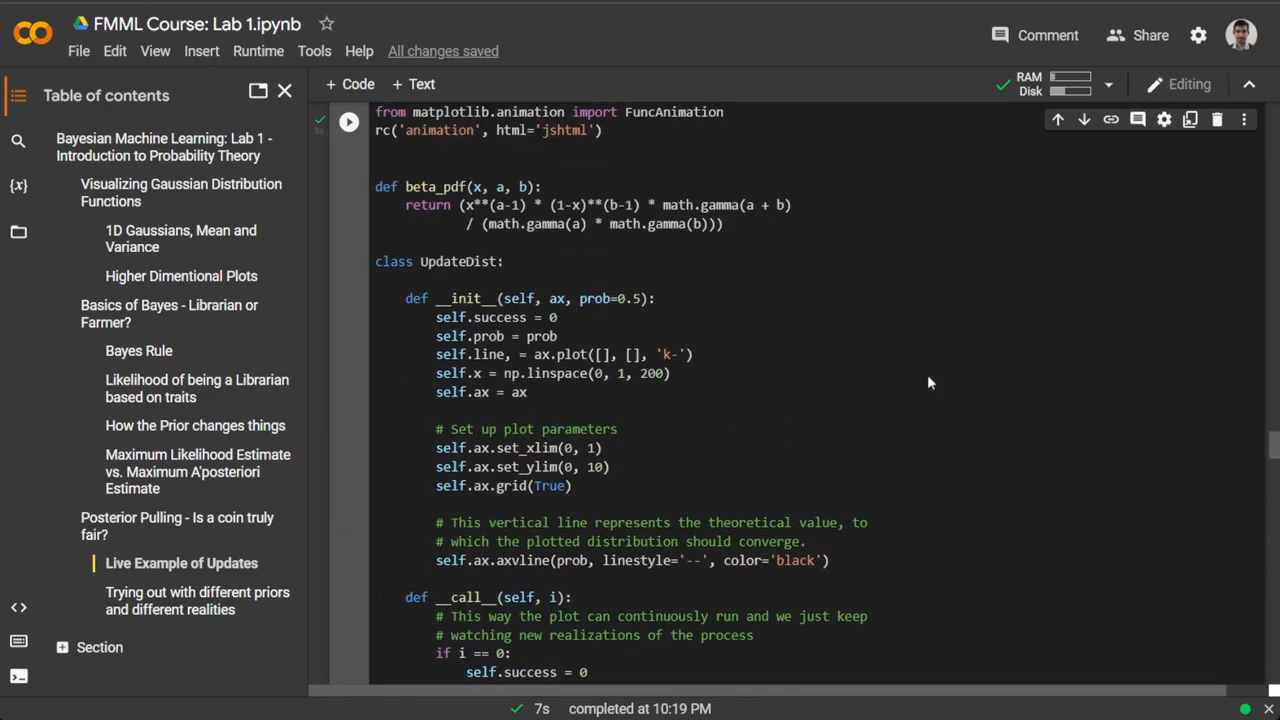 FMML Course: Lab 1.ipynb
File Edit View Insert Runtime Tools Help All changes saved
Comment Share
Table of contents
Bayesian Machine Learning: Lab 1 -
Introduction to Probability Theory
Visualizing Gaussian Distribution
Functions
1D Gaussians, Mean and
Variance
Higher Dimentional Plots
Basics of Bayes - Librarian or
Farmer?
Bayes Rule
Likelihood of being a Librarian
based on traits
How the Prior changes things
Maximum Likelihood Estimate
vs. Maximum A'posteriori
Estimate
Posterior Pulling - Is a coin truly
fair?
Live Example of Updates
Trying out with different priors
and different realities
Section
+ Code + Text
RAM
Disk
Editing
from matplotlib.animation import FuncAnimation
rc('animation', html='jshtml')
def beta_pdf(x, a, b):
return (x**(a-1) * (1-x)**(b-1) * math.gamma(a + b)
/ (math.gamma(a) * math.gamma(b)))
class UpdateDist:
def __init__(self, ax, prob=0.5):
self.success = 0
self.prob = prob
self.line, = ax.plot([], [], 'k-')
self.x = np.linspace(0, 1, 200)
self.ax = ax
# Set up plot parameters
self.ax.set_xlim(0, 1)
self.ax.set_ylim(0, 10)
self.ax.grid(True)
# This vertical line represents the theoretical value, to
# which the plotted distribution should converge.
self.ax.axvline(prob, linestyle='--', color='black')
def __call__(self, i):
# This way the plot can continuously run and we just keep
# watching new realizations of the process
if i == 0:
self.success = 0
7s completed at 10:19 PM